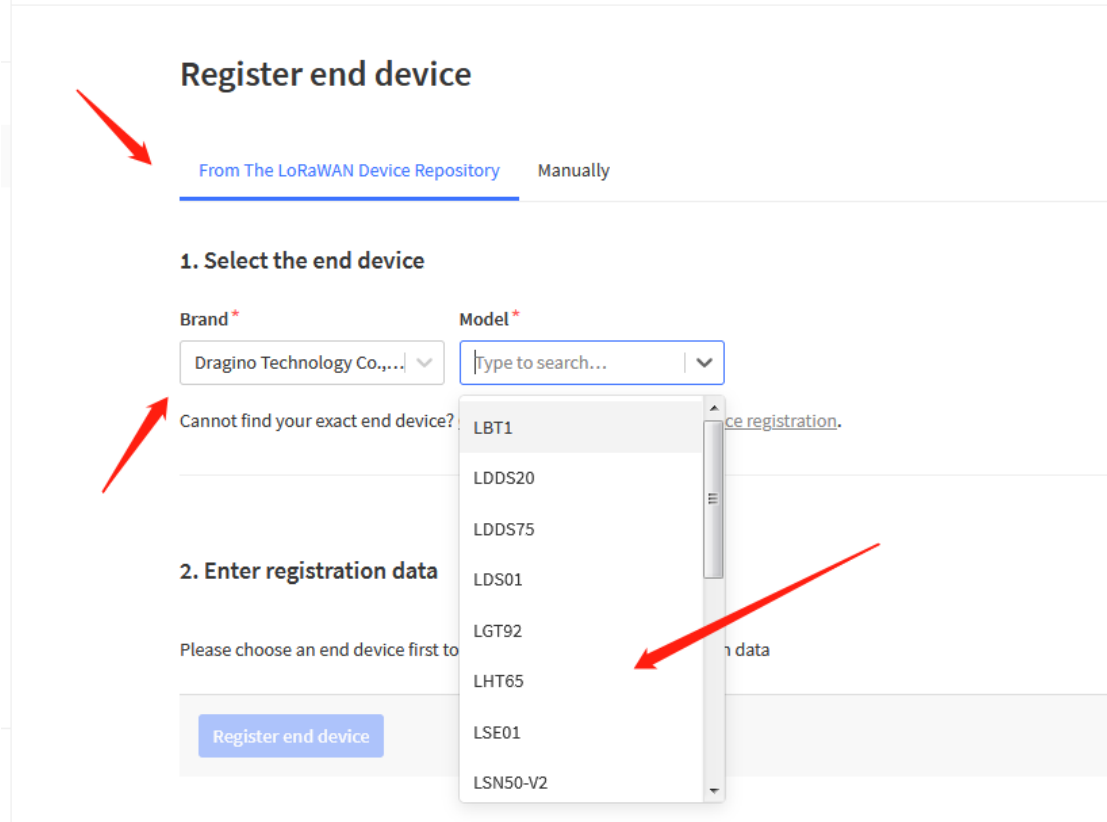 Register end device
From The LoRaWAN Device Repository Manually
1. Select the end device
Brand* Model*
Dragino Technology Co.,... Type to search...
Cannot find your exact end device? ce registration.
LBT1
LDDS20
LDDS75
LDS01
2. Enter registration data
LGT92
Please choose an end device first to n data
LHT65
Register end device
LSE01
LSN50-V2